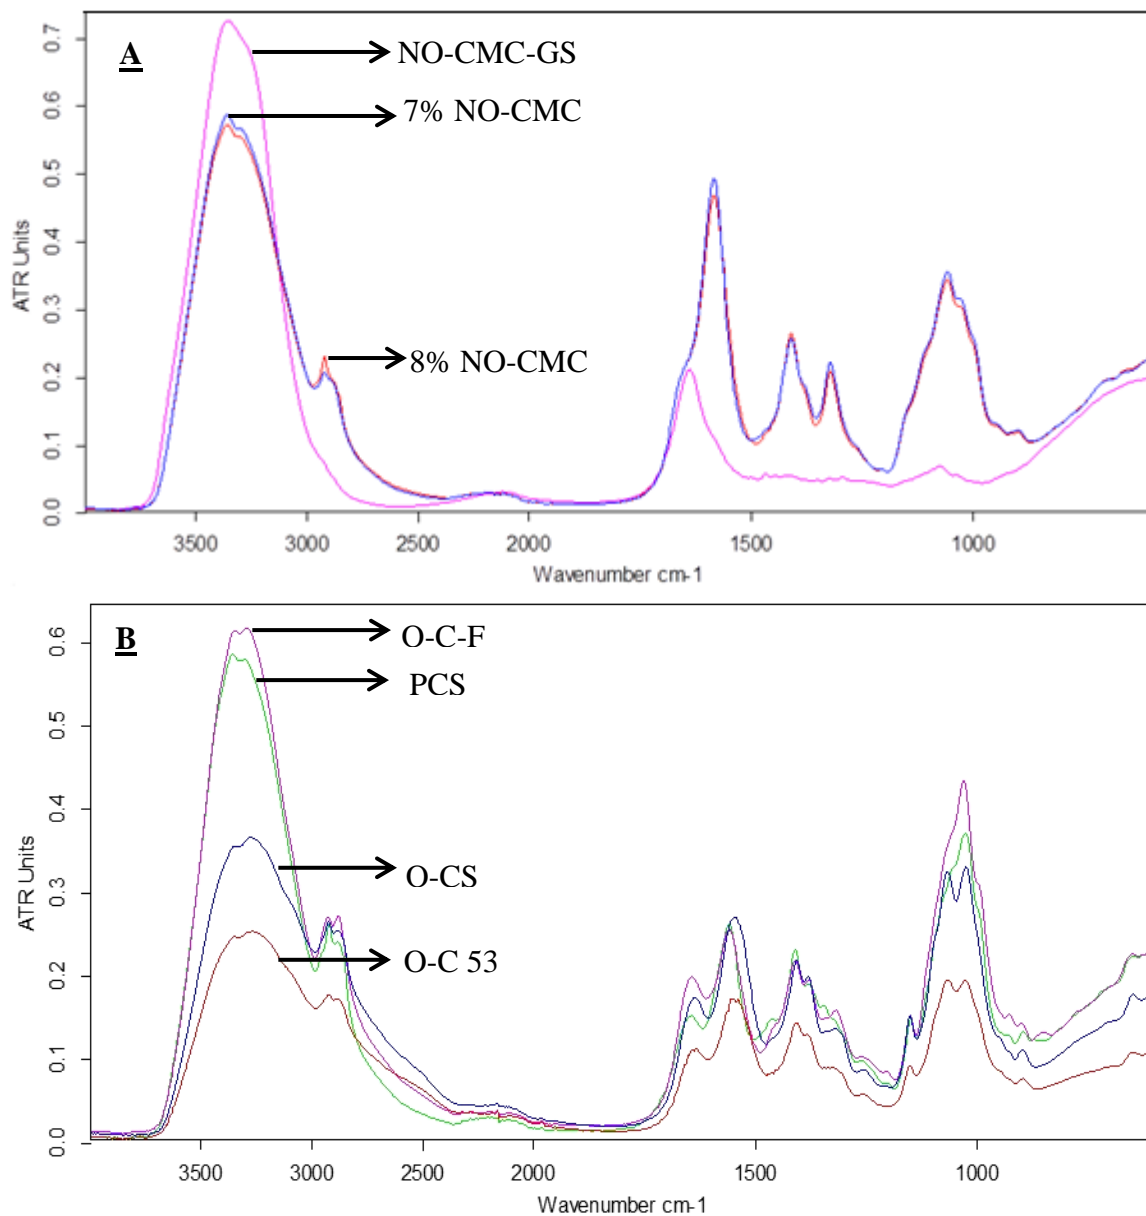 A
NO-CMC-GS
7% NO-CMC
8% NO-CMC
ATR Units
0.7
0.6
0.5
0.4
0.3
0.2
0.1
0.0
3500 3000 2500 2000 1500 1000
Wavenumber cm-1
B
O-C-F
PCS
O-CS
O-C 53
ATR Units
0.6
0.5
0.4
0.3
0.2
0.1
0.0
3500 3000 2500 2000 1500 1000
Wavenumber cm-1